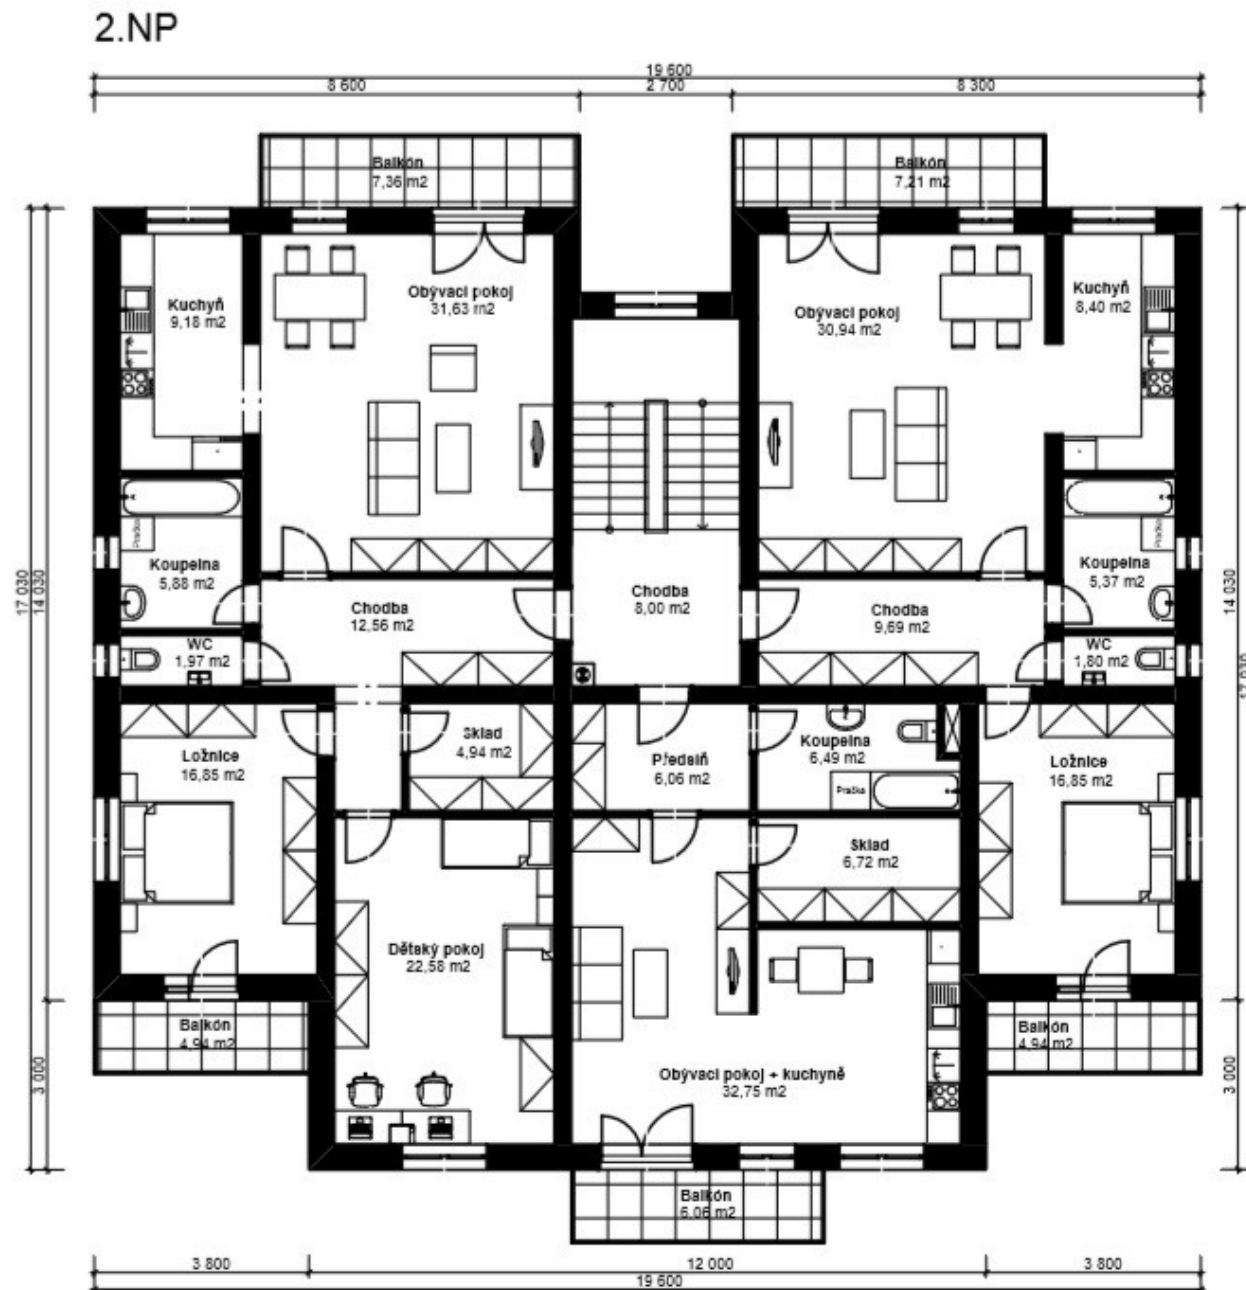 2.NP
19 600
8 600
2 700
8 300
Balkón
7,36 m2
Balkón
7,21 m2
Kuchyň
9,18 m2
Obývací pokoj
31,63 m2
Obývací pokoj
30,94 m2
Kuchyň
8,40 m2
Pračka
Koupelna
5,88 m2
Pračka
Koupelna
5,37 m2
17 030
14 030
14 030
17 030
Chodba
12,56 m2
Chodba
8,00 m2
Chodba
9,69 m2
WC
1,97 m2
WC
1,80 m2
Ložnice
16,85 m2
Sklad
4,94 m2
Předsíň
6,06 m2
Koupelna
6,49 m2
Pračka
Ložnice
16,85 m2
Sklad
6,72 m2
Dětský pokoj
22,58 m2
Balkón
4,94 m2
Balkón
4,94 m2
3 000
3 000
Obývací pokoj + kuchyně
32,75 m2
Balkón
6,06 m2
3 800
12 000
3 800
19 600